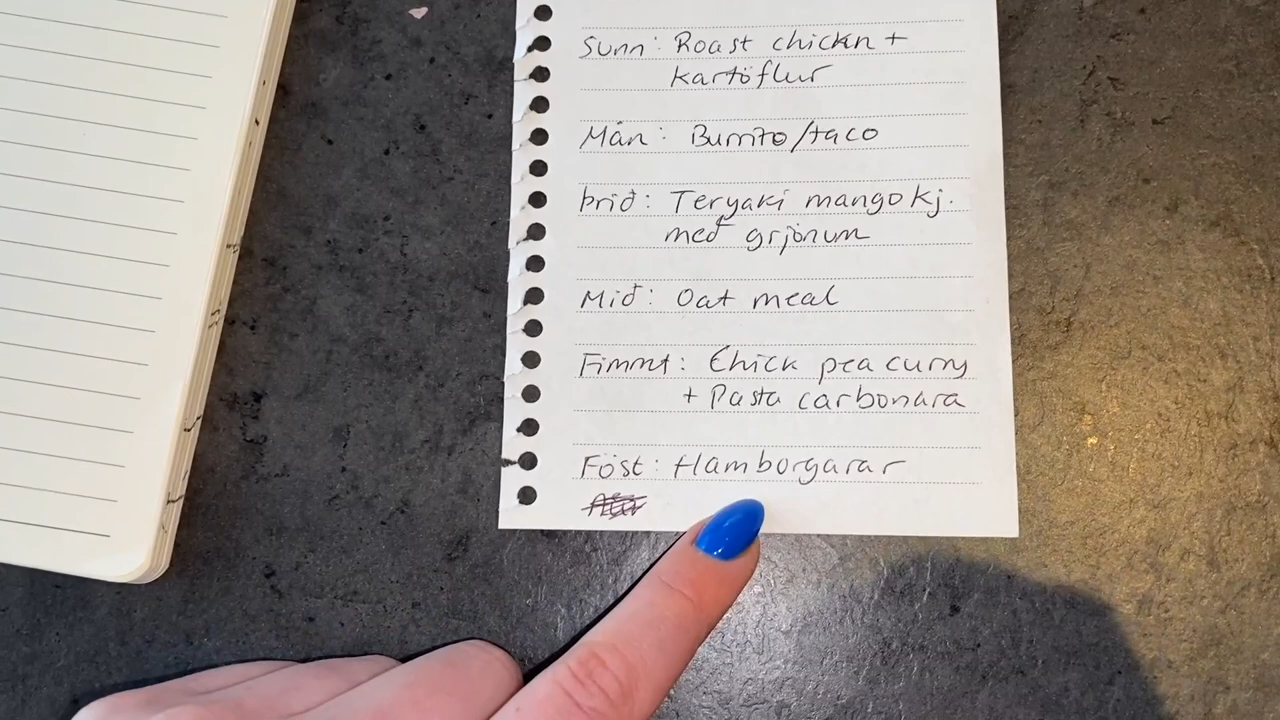 Sunn: Roast chickn +
kartöflur
Mán: Burrito/taco
Þrið: Teryaki mango kj.
með grjónum
Mið: Oat meal
Fimmt: Chick pea curry
+ Pasta carbonara
Föst: Hamborgarar